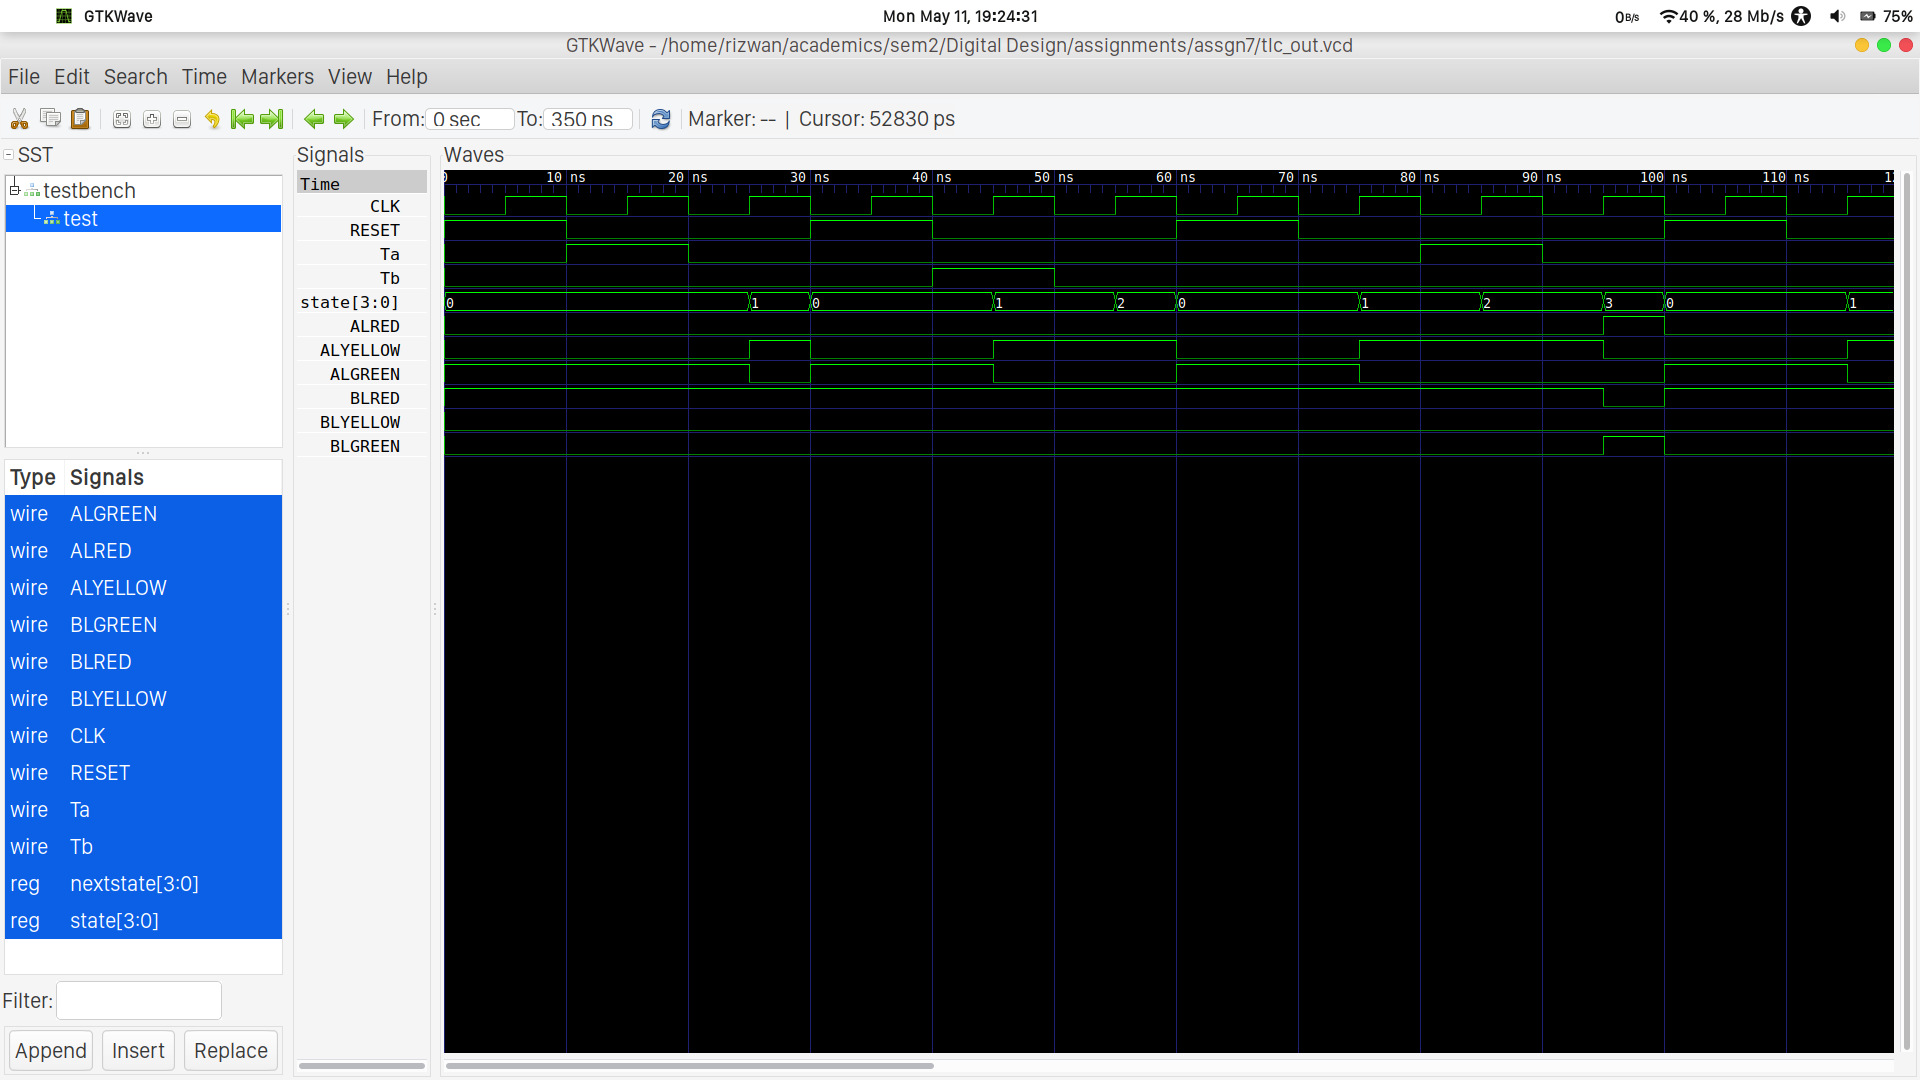 GTKWave
Mon May 11, 19:24:31
0B/s 40 %, 28 Mb/s 75%
GTKWave - /home/rizwan/academics/sem2/Digital Design/assignments/assgn7/tlc_out.vcd
File Edit Search Time Markers View Help
From: 0 sec To: 350 ns Marker: -- | Cursor: 52830 ps
SST
testbench
test
Type Signals
wire ALGREEN
wire ALRED
wire ALYELLOW
wire BLGREEN
wire BLRED
wire BLYELLOW
wire CLK
wire RESET
wire Ta
wire Tb
reg nextstate[3:0]
reg state[3:0]
Filter:
Append Insert Replace
Signals
Time
CLK
RESET
Ta
Tb
state[3:0]
ALRED
ALYELLOW
ALGREEN
BLRED
BLYELLOW
BLGREEN
Waves
10 ns 20 ns 30 ns 40 ns 50 ns 60 ns 70 ns 80 ns 90 ns 100 ns 110 ns
0 1 0 1 2 0 1 2 3 0 1